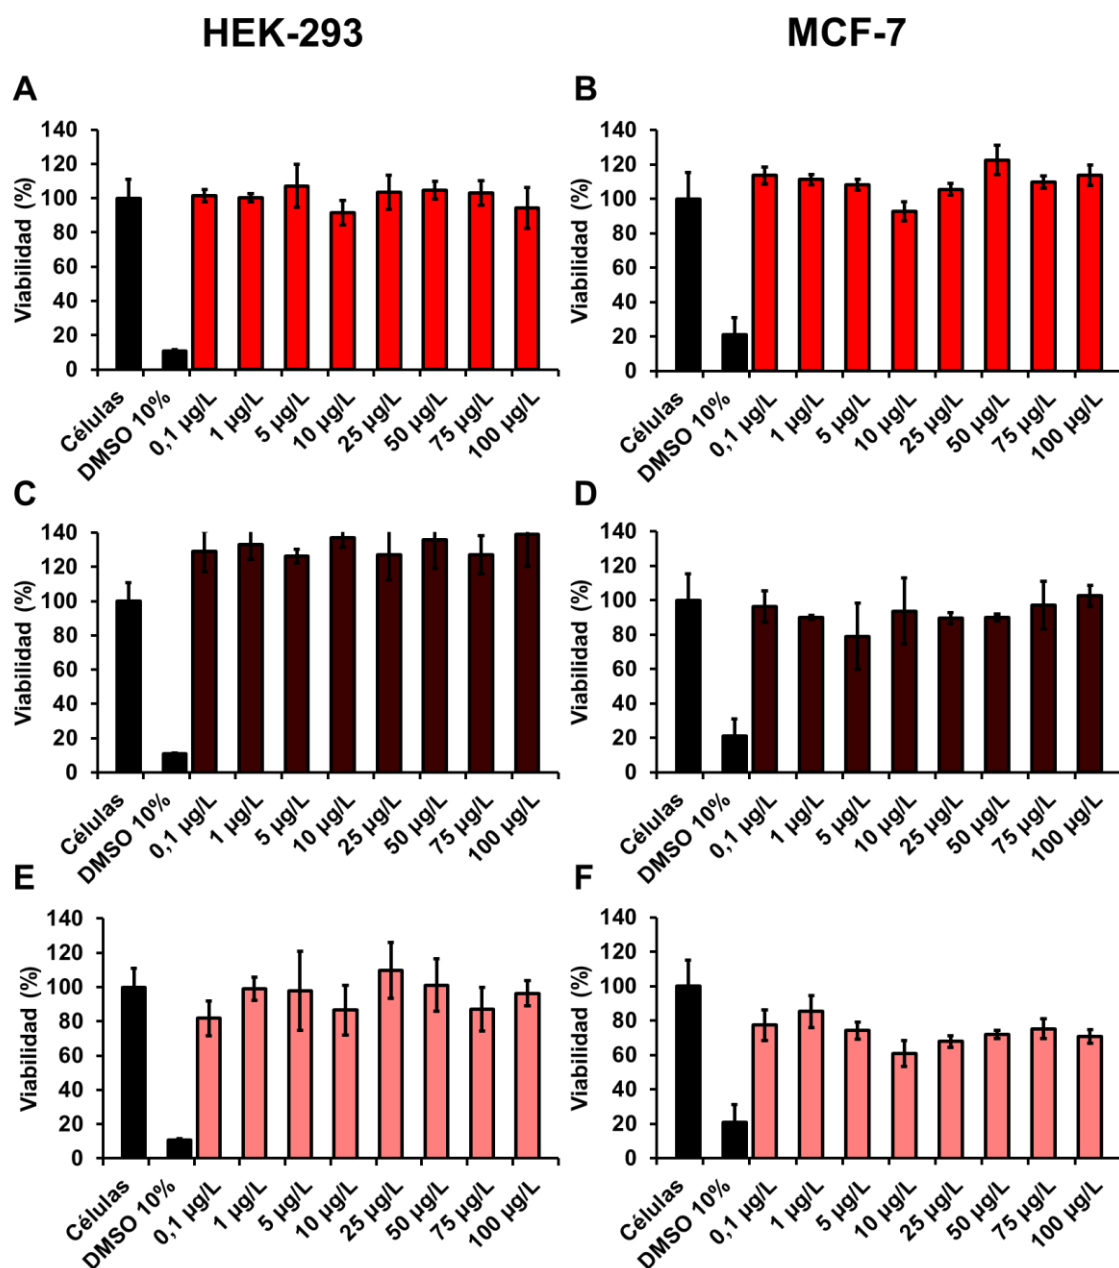 HEK-293
MCF-7
A
Viabilidad (%)
140
120
100
80
60
40
20
0
Células
DMSO 10%
0,1 µg/L
1 µg/L
5 µg/L
10 µg/L
25 µg/L
50 µg/L
75 µg/L
100 µg/L
B
Viabilidad (%)
140
120
100
80
60
40
20
0
Células
DMSO 10%
0,1 µg/L
1 µg/L
5 µg/L
10 µg/L
25 µg/L
50 µg/L
75 µg/L
100 µg/L
C
Viabilidad (%)
140
120
100
80
60
40
20
0
Células
DMSO 10%
0,1 µg/L
1 µg/L
5 µg/L
10 µg/L
25 µg/L
50 µg/L
75 µg/L
100 µg/L
D
Viabilidad (%)
140
120
100
80
60
40
20
0
Células
DMSO 10%
0,1 µg/L
1 µg/L
5 µg/L
10 µg/L
25 µg/L
50 µg/L
75 µg/L
100 µg/L
E
Viabilidad (%)
140
120
100
80
60
40
20
0
Células
DMSO 10%
0,1 µg/L
1 µg/L
5 µg/L
10 µg/L
25 µg/L
50 µg/L
75 µg/L
100 µg/L
F
Viabilidad (%)
140
120
100
80
60
40
20
0
Células
DMSO 10%
0,1 µg/L
1 µg/L
5 µg/L
10 µg/L
25 µg/L
50 µg/L
75 µg/L
100 µg/L